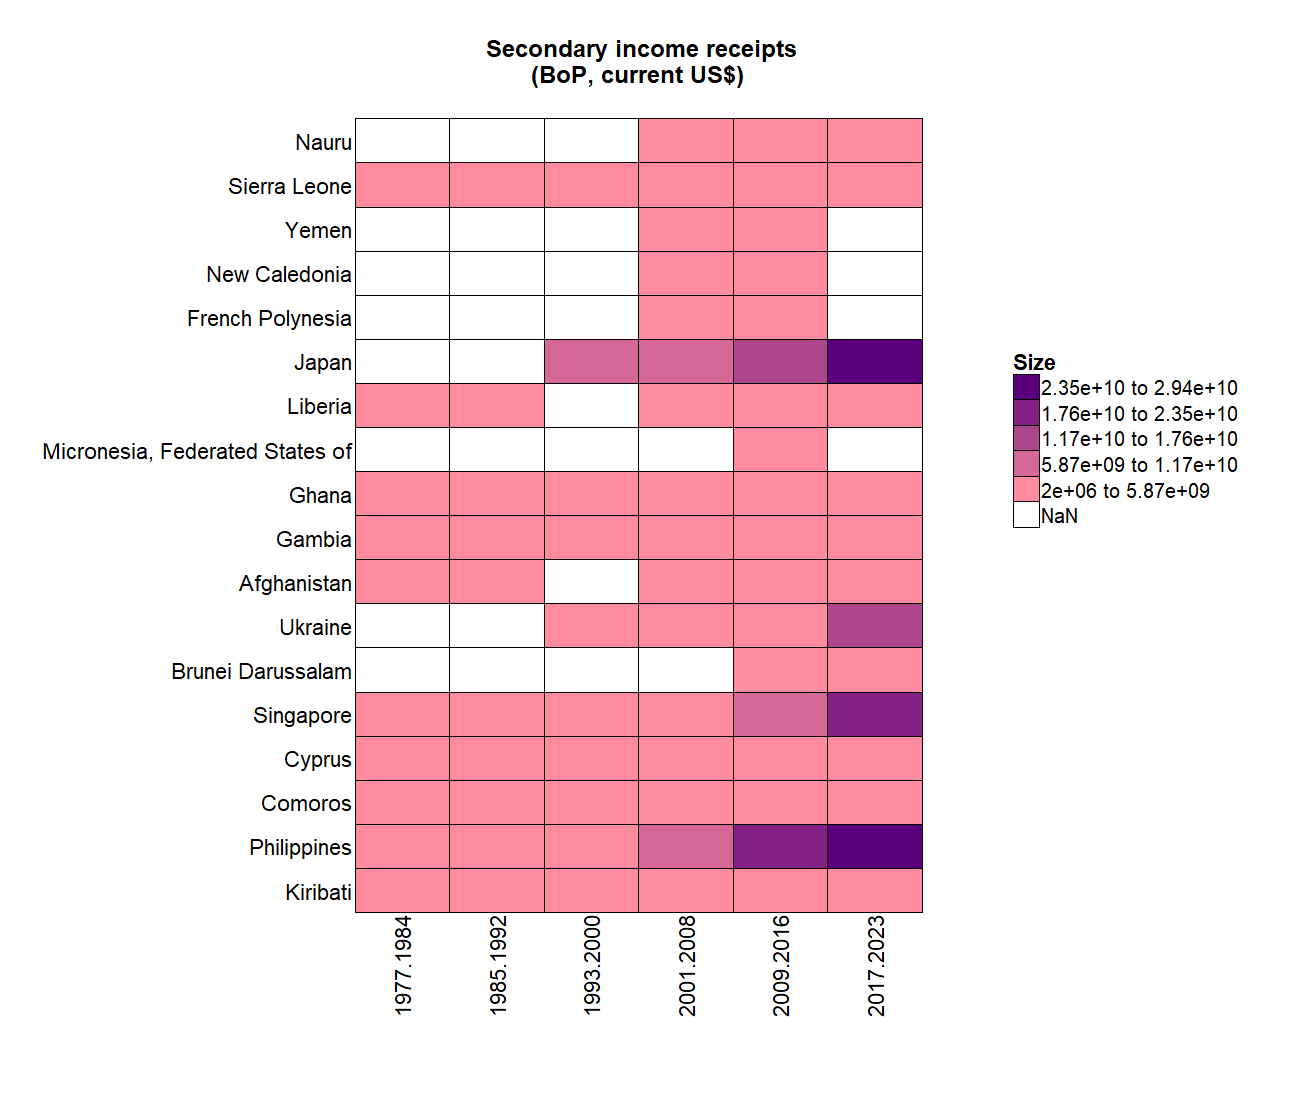 Secondary income receipts
(BoP, current US$)
Nauru
Sierra Leone
Yemen
New Caledonia
French Polynesia
Japan
Liberia
Micronesia, Federated States of
Ghana
Gambia
Afghanistan
Ukraine
Brunei Darussalam
Singapore
Cyprus
Comoros
Philippines
Kiribati
1977.1984
1985.1992
1993.2000
2001.2008
2009.2016
2017.2023
Size
2.35e+10 to 2.94e+10
1.76e+10 to 2.35e+10
1.17e+10 to 1.76e+10
5.87e+09 to 1.17e+10
2e+06 to 5.87e+09
NaN